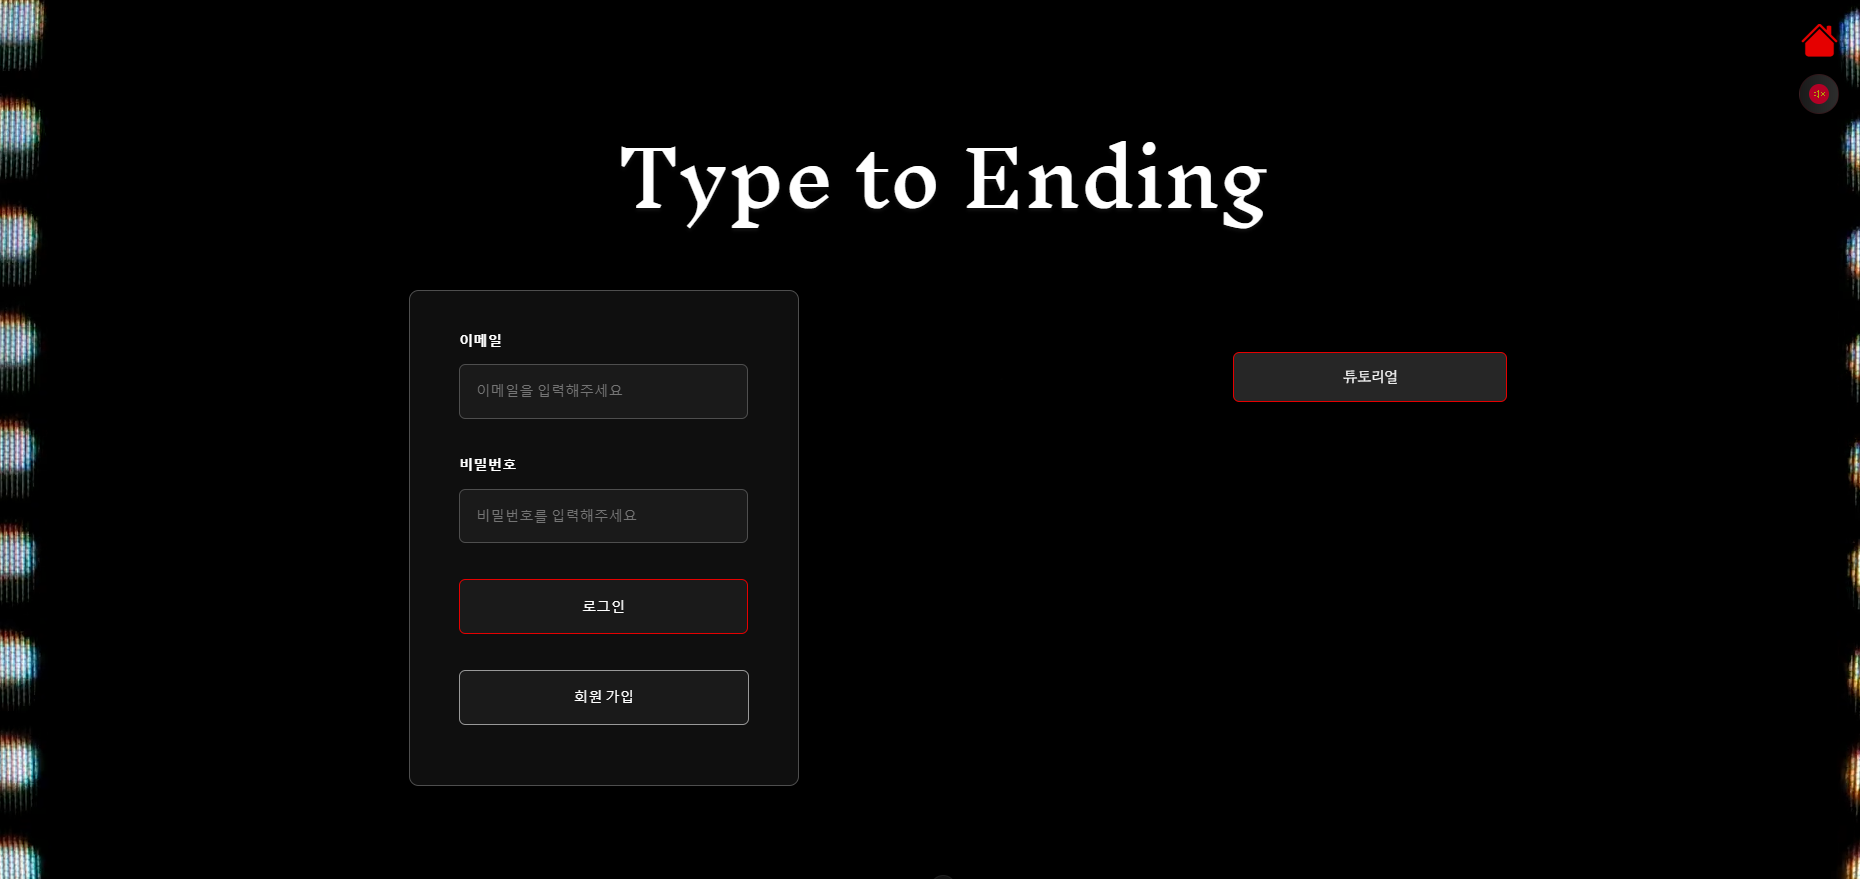 Type to Ending
이메일
이메일을 입력해주세요
비밀번호
비밀번호를 입력해주세요
로그인
회원 가입
튜토리얼